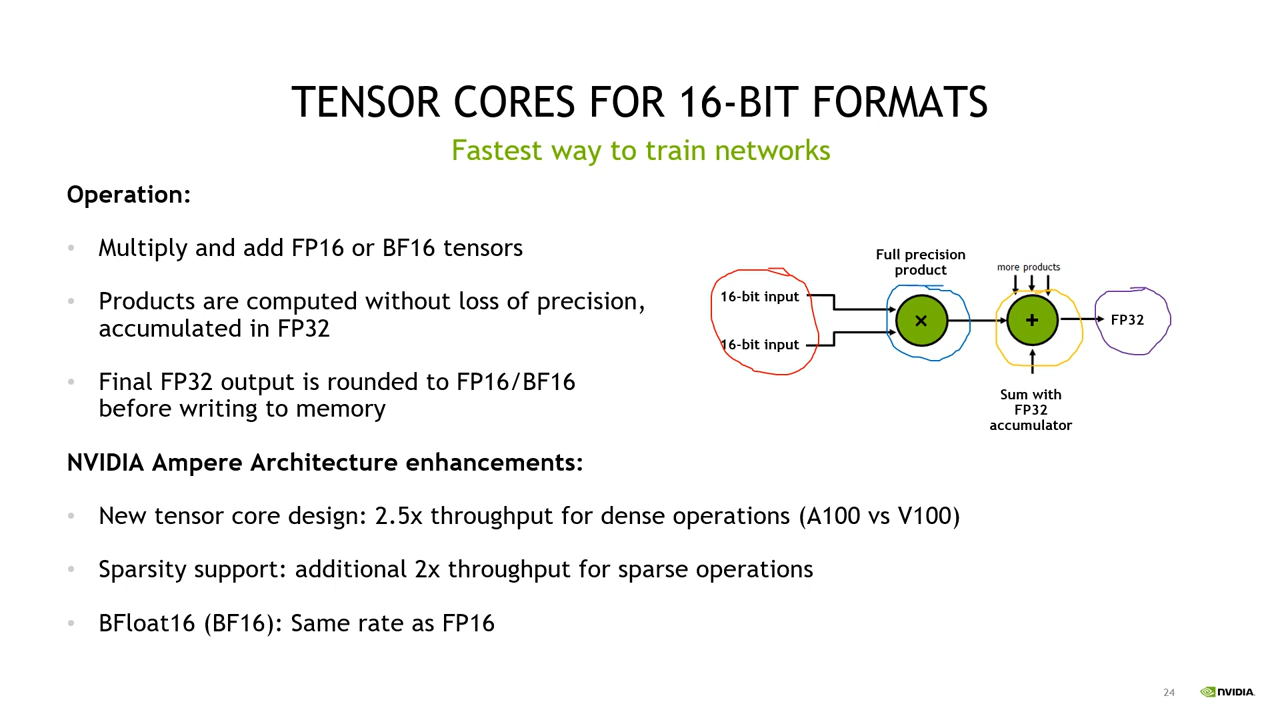 TENSOR CORES FOR 16-BIT FORMATS
Fastest way to train networks
Operation:
• Multiply and add FP16 or BF16 tensors
• Products are computed without loss of precision,
accumulated in FP32
• Final FP32 output is rounded to FP16/BF16
before writing to memory
Full precision
product
more products
16-bit input
16-bit input
×
+
FP32
Sum with
FP32
accumulator
NVIDIA Ampere Architecture enhancements:
• New tensor core design: 2.5x throughput for dense operations (A100 vs V100)
• Sparsity support: additional 2x throughput for sparse operations
• BFloat16 (BF16): Same rate as FP16
24
NVIDIA.